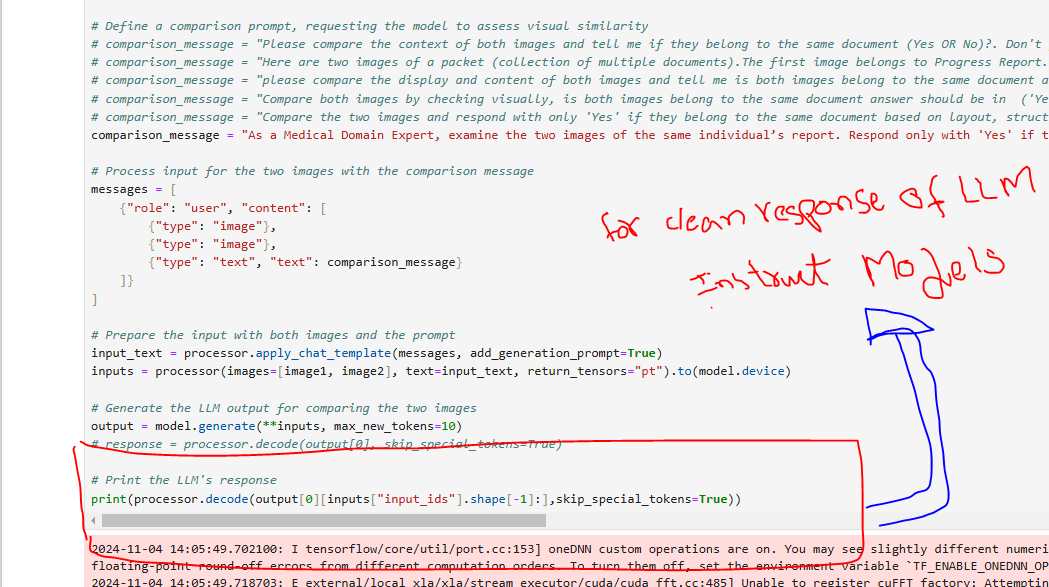 # Define a comparison prompt, requesting the model to assess visual similarity
# comparison_message = "Please compare the context of both images and tell me if they belong to the same document (Yes OR No)?. Don't
# comparison_message = "Here are two images of a packet (collection of multiple documents).The first image belongs to Progress Report.
# comparison_message = "please compare the display and content of both images and tell me is both images belong to the same document a
# comparison_message = "Compare both images by checking visually, is both images belong to the same document answer should be in  ('Ye
# comparison_message = "Compare the two images and respond with only 'Yes' if they belong to the same document based on layout, struct
comparison_message = "As a Medical Domain Expert, examine the two images of the same individual’s report. Respond only with 'Yes' if t
# Process input for the two images with the comparison message
messages = [
    {"role": "user", "content": [
        {"type": "image"},
        {"type": "image"},
        {"type": "text", "text": comparison_message}
    ]}
]
for clean response of LLM
Instruct Models
# Prepare the input with both images and the prompt
input_text = processor.apply_chat_template(messages, add_generation_prompt=True)
inputs = processor(images=[image1, image2], text=input_text, return_tensors="pt").to(model.device)
# Generate the LLM output for comparing the two images
output = model.generate(**inputs, max_new_tokens=10)
# response = processor.decode(output[0], skip_special_tokens=True)
# Print the LLM's response
print(processor.decode(output[0][inputs["input_ids"].shape[-1]:],skip_special_tokens=True))
2024-11-04 14:05:49.702100: I tensorflow/core/util/port.cc:153] oneDNN custom operations are on. You may see slightly different numeri
floating-point round-off errors from different computation orders. To turn them off, set the environment variable `TF_ENABLE_ONEDNN_OP
2024-11-04 14:05:49.718703: E external/local_xla/xla/stream_executor/cuda/cuda_fft.cc:485] Unable to register cuFFT factory: Attemptin